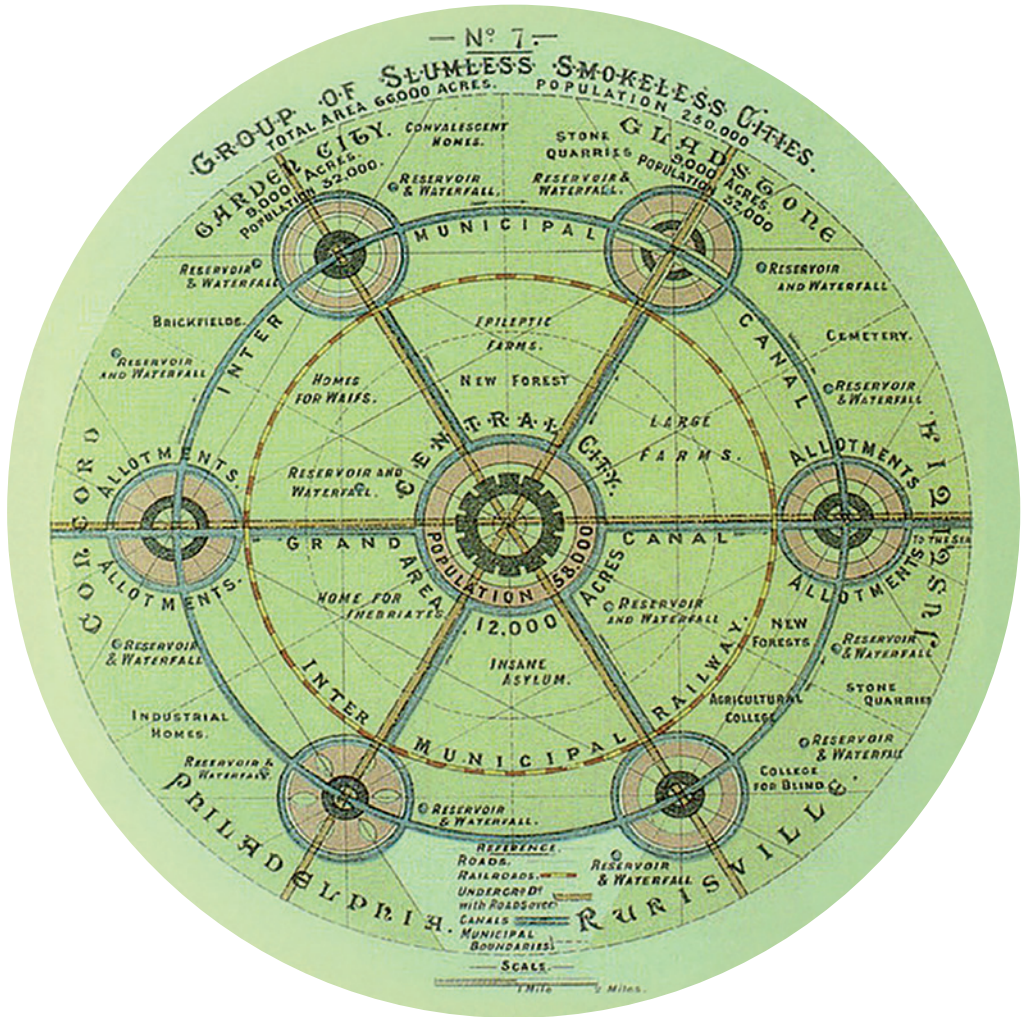 — Nº 7. —
GROUP OF SLUMLESS SMOKELESS CITIES.
TOTAL AREA 66,000 ACRES. POPULATION 250,000
GARDEN CITY.
9,000 ACRES.
POPULATION 32,000.
CONVALESCENT
HOMES.
RESERVOIR
& WATERFALL.
STONE
QUARRIES
RESERVOIR &
WATERFALL.
GLADSTONE
9,000 ACRES.
POPULATION 32,000
INTER MUNICIPAL CANAL
RESERVOIR
& WATERFALL
BRICKFIELDS.
RESERVOIR
AND WATERFALL
RESERVOIR
AND WATERFALL
CEMETERY.
RESERVOIR
& WATERFALL
EPILEPTIC
FARMS.
NEW FOREST
HOMES
FOR WAIFS.
LARGE
FARMS.
RESERVOIR AND
WATERFALL.
CENTRAL CITY.
POPULATION 58,000
AREA 12,000 ACRES
GRAND CANAL
CONCORD
ALLOTMENTS.
ALLOTMENTS.
ALLOTMENTS
ALLOTMENTS
TO THE SEA
HOME FOR
INEBRIATES.
RESERVOIR
AND WATERFALL
INSANE
ASYLUM.
NEW
FORESTS
RESERVOIR
& WATERFALL
RESERVOIR
& WATERFALL
INDUSTRIAL
HOMES.
RESERVOIR &
WATERFALL.
AGRICULTURAL
COLLEGE
STONE
QUARRIES
RESERVOIR
& WATERFALL
COLLEGE
FOR BLIND.
INTER MUNICIPAL RAILWAY.
PHILADELPHIA.
RURISVILLE.
RESERVOIR
& WATERFALL.
RESERVOIR
& WATERFALL
REFERENCE.
ROADS.
RAILROADS.
UNDERGRD Dº
with ROADS over
CANALS
MUNICIPAL
BOUNDARIES
— SCALE. —
1 Mile 2 Miles.